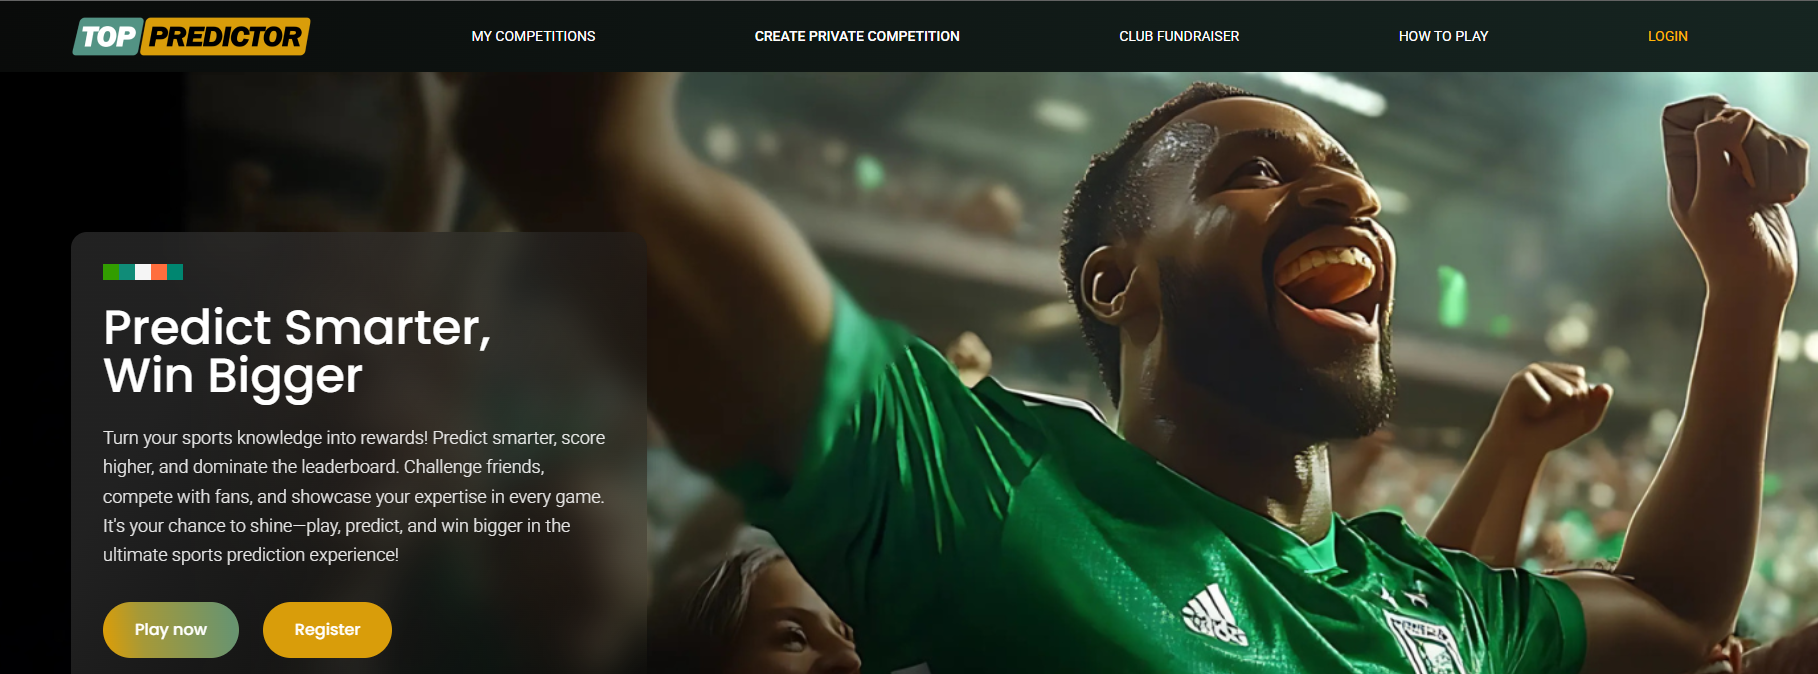 TOP PREDICTOR
MY COMPETITIONS
CREATE PRIVATE COMPETITION
CLUB FUNDRAISER
HOW TO PLAY
LOGIN
Predict Smarter,
Win Bigger
Turn your sports knowledge into rewards! Predict smarter, score
higher, and dominate the leaderboard. Challenge friends,
compete with fans, and showcase your expertise in every game.
It's your chance to shine—play, predict, and win bigger in the
ultimate sports prediction experience!
Play now
Register